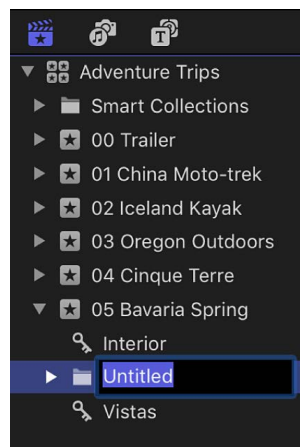 Adventure Trips
Smart Collections
00 Trailer
01 China Moto-trek
02 Iceland Kayak
03 Oregon Outdoors
04 Cinque Terre
05 Bavaria Spring
Interior
Untitled
Vistas